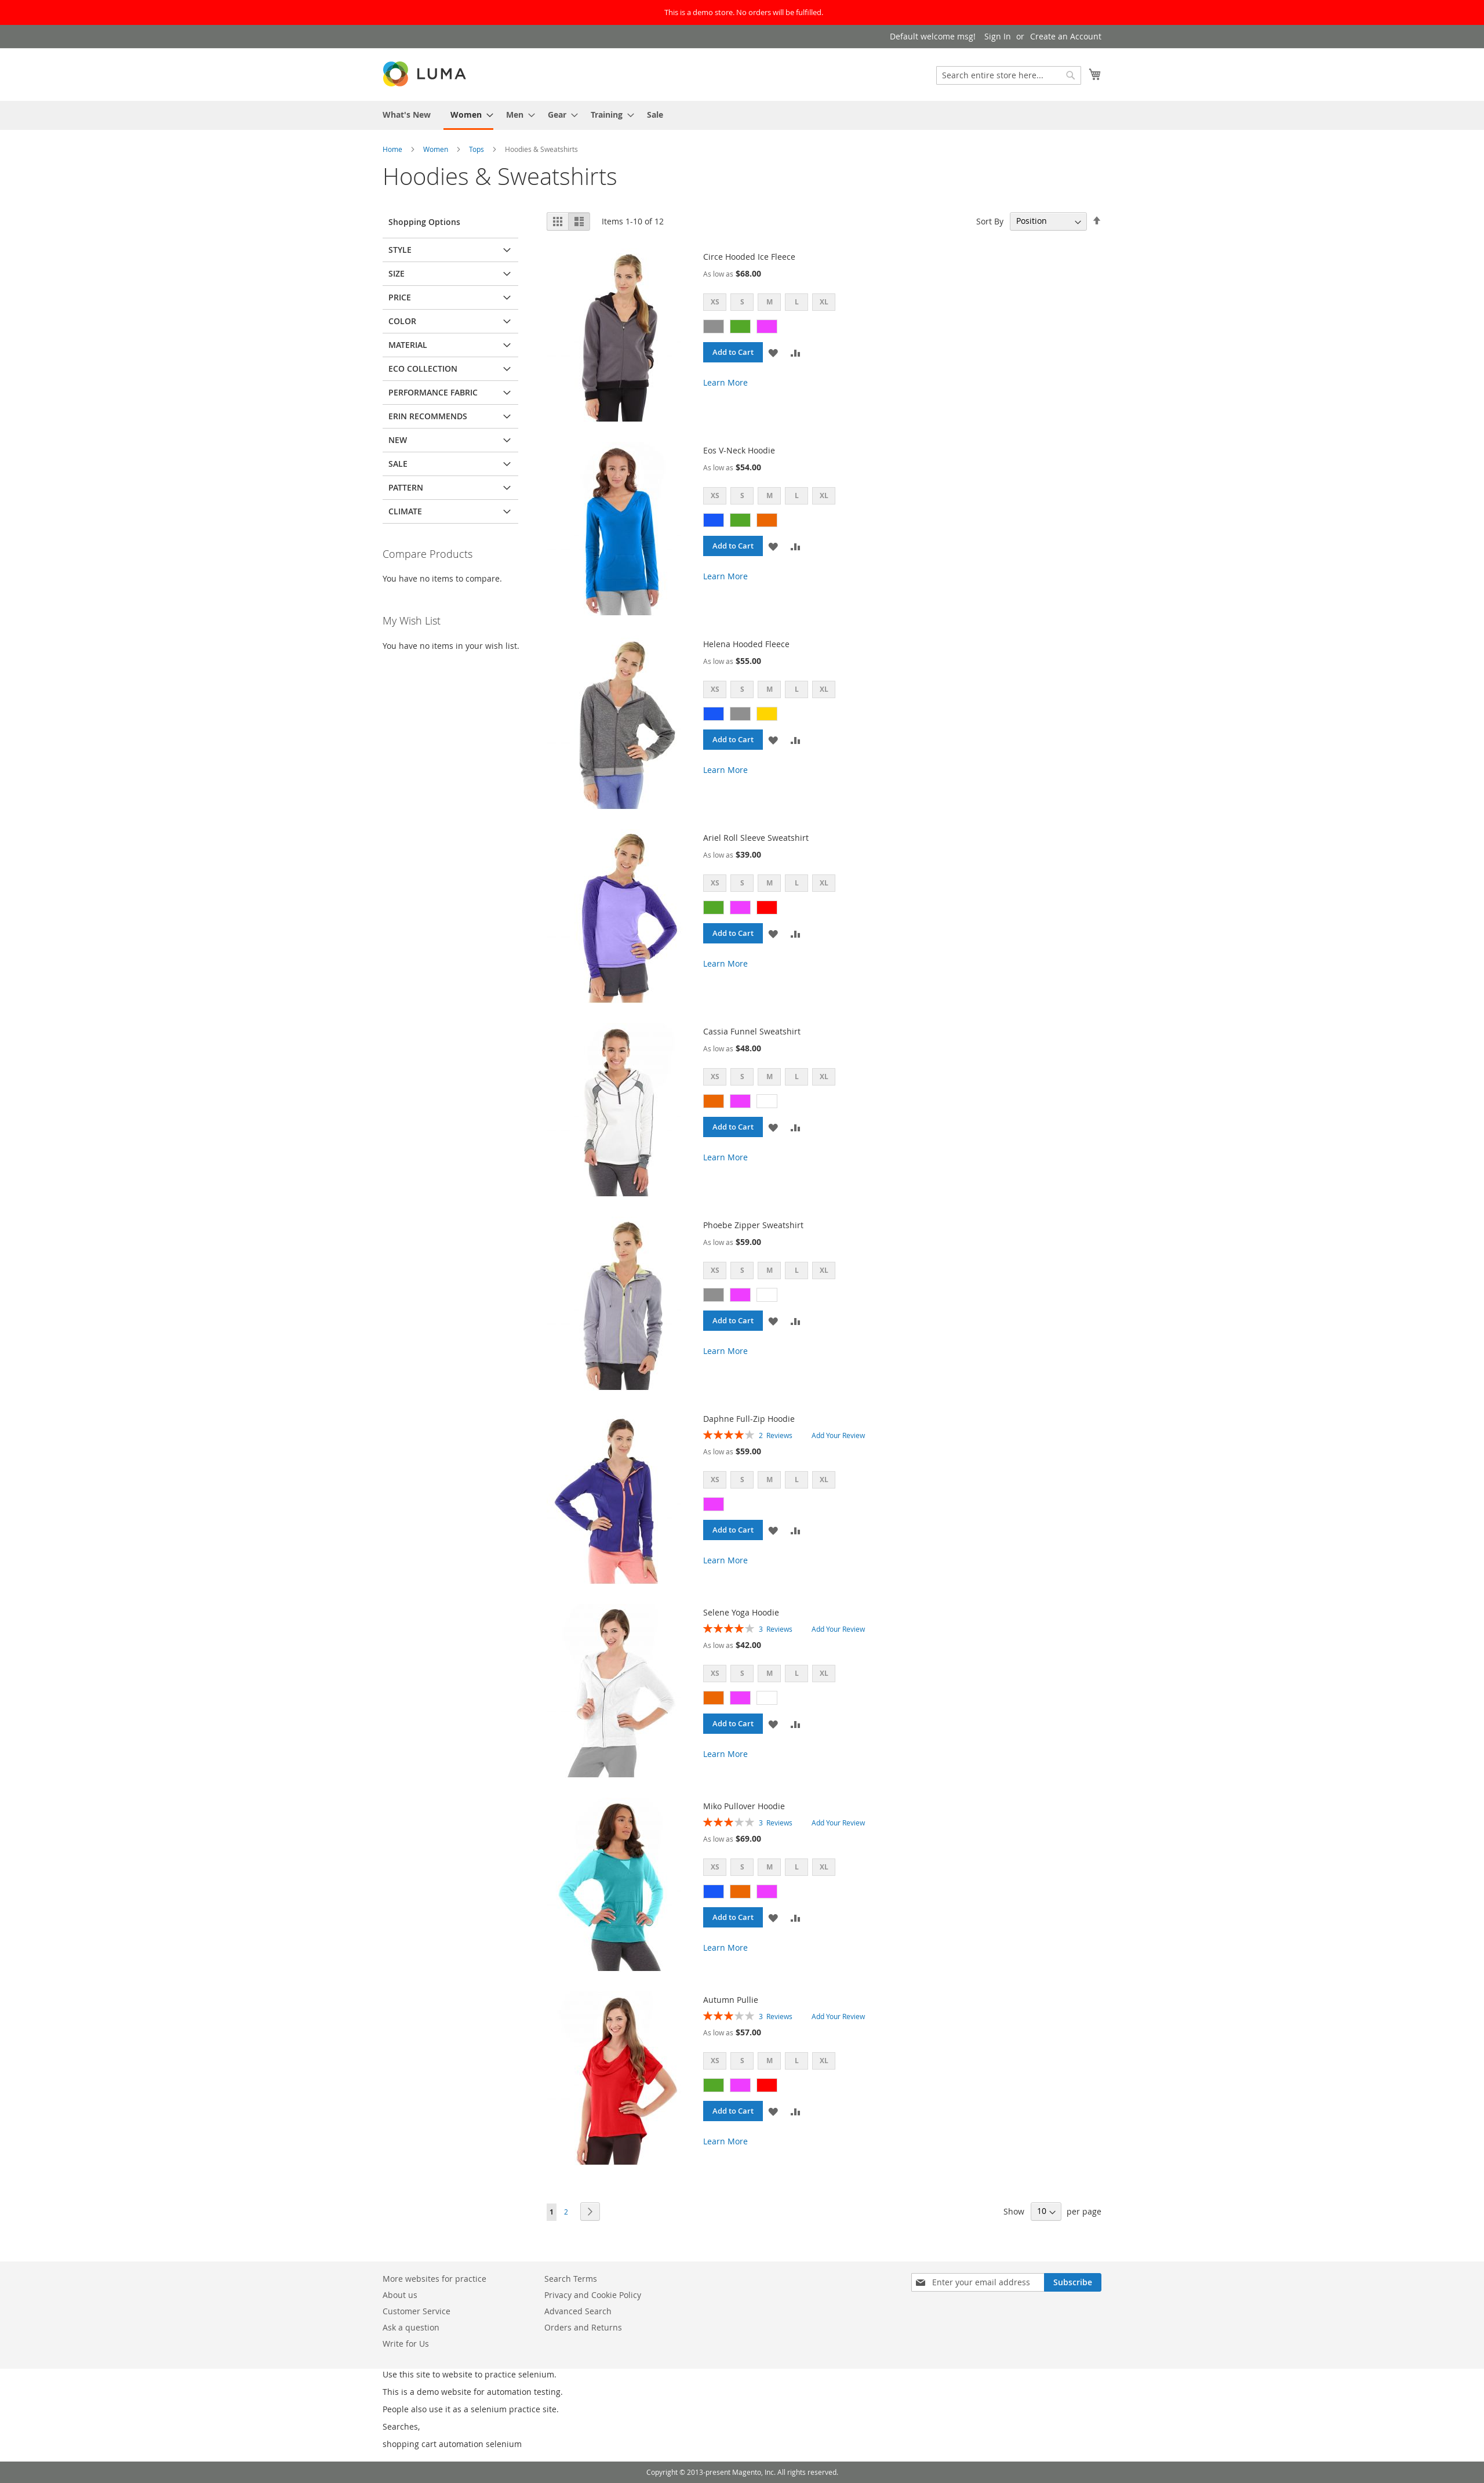 This is a demo store. No orders will be fulfilled.
Default welcome msg! Sign In or Create an Account
LUMA
Search entire store here...
What's New Women Men Gear Training Sale
Home Women Tops Hoodies & Sweatshirts
Hoodies & Sweatshirts
Shopping Options
STYLE
SIZE
PRICE
COLOR
MATERIAL
ECO COLLECTION
PERFORMANCE FABRIC
ERIN RECOMMENDS
NEW
SALE
PATTERN
CLIMATE
Compare Products
You have no items to compare.
My Wish List
You have no items in your wish list.
Items 1-10 of 12
Sort By Position
Circe Hooded Ice Fleece
As low as $68.00
XS S M L XL
Add to Cart
Learn More
Eos V-Neck Hoodie
As low as $54.00
XS S M L XL
Add to Cart
Learn More
Helena Hooded Fleece
As low as $55.00
XS S M L XL
Add to Cart
Learn More
Ariel Roll Sleeve Sweatshirt
As low as $39.00
XS S M L XL
Add to Cart
Learn More
Cassia Funnel Sweatshirt
As low as $48.00
XS S M L XL
Add to Cart
Learn More
Phoebe Zipper Sweatshirt
As low as $59.00
XS S M L XL
Add to Cart
Learn More
Daphne Full-Zip Hoodie
2 Reviews Add Your Review
As low as $59.00
XS S M L XL
Add to Cart
Learn More
Selene Yoga Hoodie
3 Reviews Add Your Review
As low as $42.00
XS S M L XL
Add to Cart
Learn More
Miko Pullover Hoodie
3 Reviews Add Your Review
As low as $69.00
XS S M L XL
Add to Cart
Learn More
Autumn Pullie
3 Reviews Add Your Review
As low as $57.00
XS S M L XL
Add to Cart
Learn More
1 2
Show 10 per page
More websites for practice
About us
Customer Service
Ask a question
Write for Us
Search Terms
Privacy and Cookie Policy
Advanced Search
Orders and Returns
Enter your email address Subscribe
Use this site to website to practice selenium.
This is a demo website for automation testing.
People also use it as a selenium practice site.
Searches,
shopping cart automation selenium
Copyright © 2013-present Magento, Inc. All rights reserved.